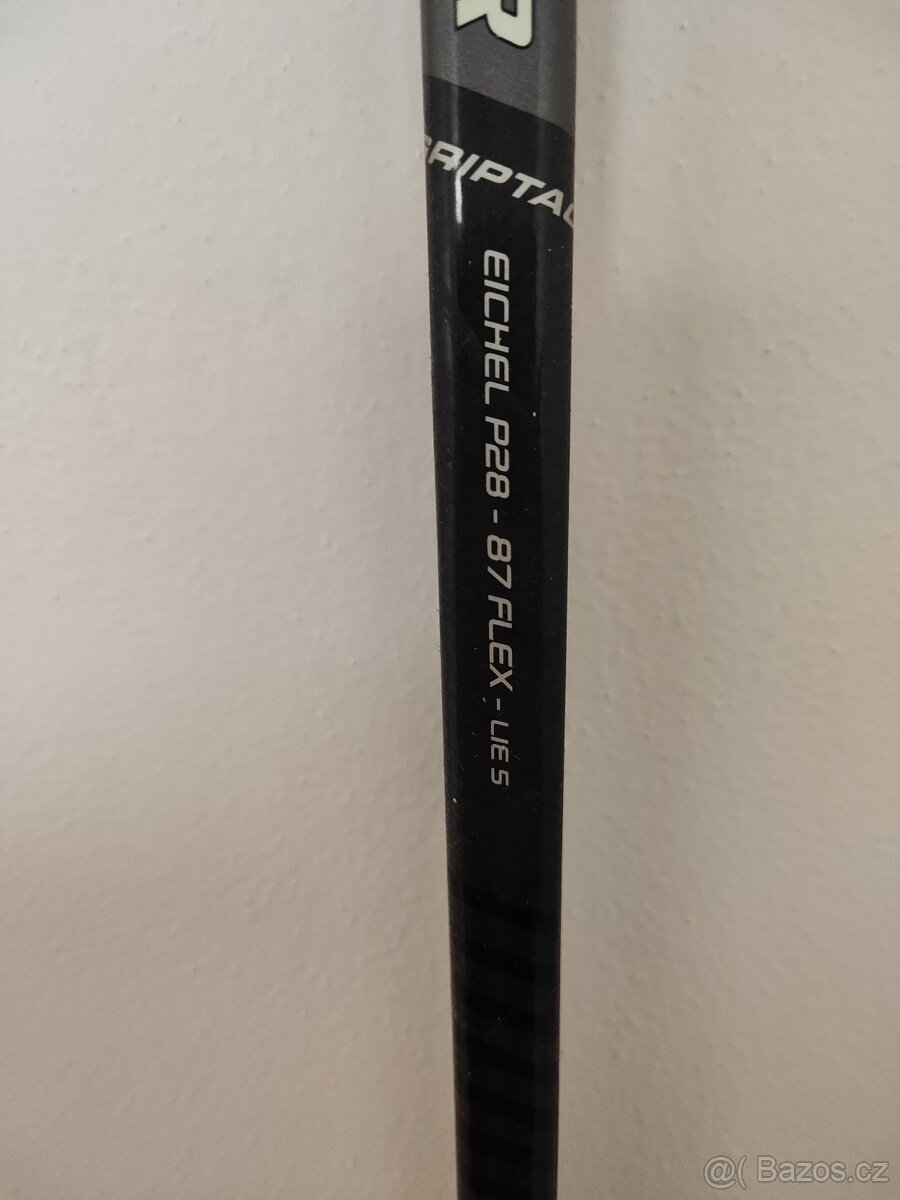 R
GRIPTAC
EICHEL P28 - 87 FLEX - LIE 5
@( Bazos.cz